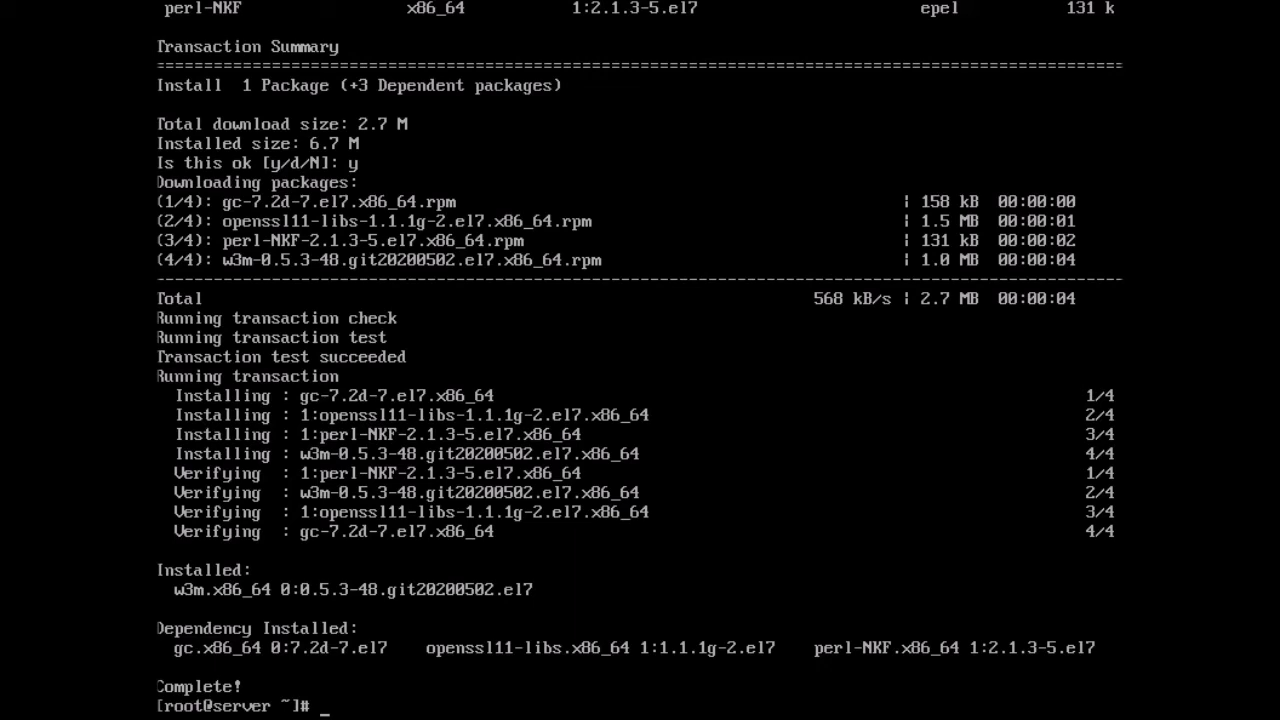 perl-NKF x86_64 1:2.1.3-5.el7 epel 131 k
Transaction Summary
================================================================================
Install 1 Package (+3 Dependent packages)
Total download size: 2.7 M
Installed size: 6.7 M
Is this ok [y/d/N]: y
Downloading packages:
(1/4): gc-7.2d-7.el7.x86_64.rpm | 158 kB 00:00:00
(2/4): openssl11-libs-1.1.1g-2.el7.x86_64.rpm | 1.5 MB 00:00:01
(3/4): perl-NKF-2.1.3-5.el7.x86_64.rpm | 131 kB 00:00:02
(4/4): w3m-0.5.3-48.git20200502.el7.x86_64.rpm | 1.0 MB 00:00:04
--------------------------------------------------------------------------------
Total 568 kB/s | 2.7 MB 00:00:04
Running transaction check
Running transaction test
Transaction test succeeded
Running transaction
Installing : gc-7.2d-7.el7.x86_64 1/4
Installing : 1:openssl11-libs-1.1.1g-2.el7.x86_64 2/4
Installing : 1:perl-NKF-2.1.3-5.el7.x86_64 3/4
Installing : w3m-0.5.3-48.git20200502.el7.x86_64 4/4
Verifying : 1:perl-NKF-2.1.3-5.el7.x86_64 1/4
Verifying : w3m-0.5.3-48.git20200502.el7.x86_64 2/4
Verifying : 1:openssl11-libs-1.1.1g-2.el7.x86_64 3/4
Verifying : gc-7.2d-7.el7.x86_64 4/4
Installed:
w3m.x86_64 0:0.5.3-48.git20200502.el7
Dependency Installed:
gc.x86_64 0:7.2d-7.el7 openssl11-libs.x86_64 1:1.1.1g-2.el7 perl-NKF.x86_64 1:2.1.3-5.el7
Complete!
[root@server ~]# _